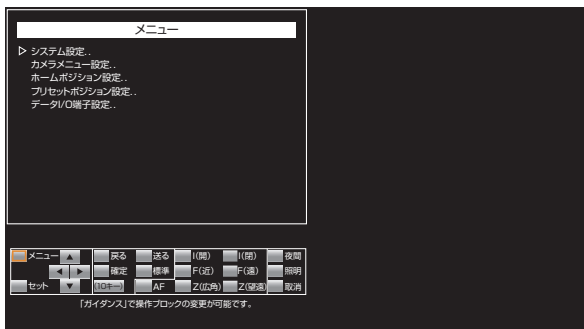 メニュー
システム設定..
カメラメニュー設定..
ホームポジション設定..
プリセットポジション設定..
データI/O端子設定..
メニュー ▲ 戻る 送る I(開) I(閉) 夜間
◀ ▶ 確定 標準 F(近) F(遠) 照明
セット ▼ (10キー) AF Z(広角) Z(望遠) 取消
「ガイダンス」で操作ブロックの変更が可能です。